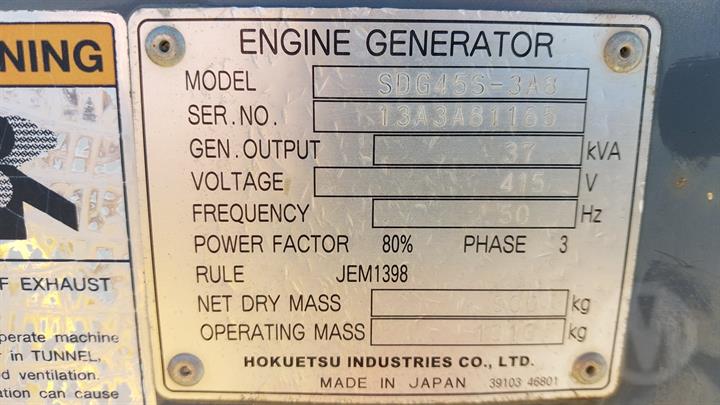 NING
ENGINE GENERATOR
MODEL SDG45S-3A8
SER.NO. 13A3A81165
GEN.OUTPUT 37 kVA
VOLTAGE 415 V
FREQUENCY 50 Hz
POWER FACTOR 80% PHASE 3
RULE JEM1398
NET DRY MASS kg
OPERATING MASS kg
HOKUETSU INDUSTRIES CO., LTD.
MADE IN JAPAN 39103 46801
F EXHAUST
perate machine
r in TUNNEL,
d ventilation.
ation can cause